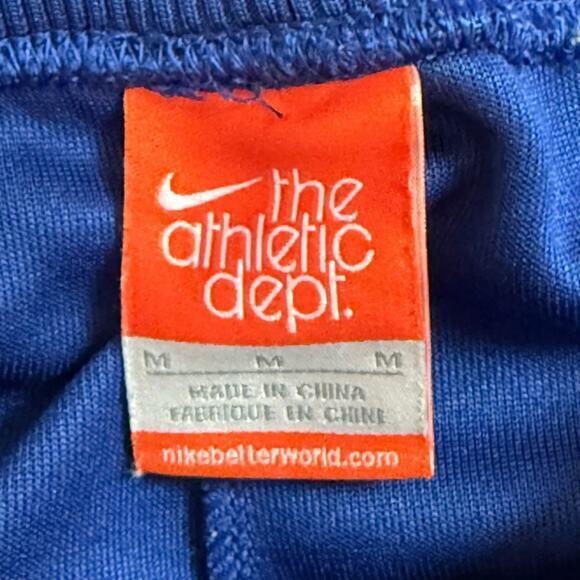 the
athletic
dept.
M M M
MADE IN CHINA
FABRIQUE EN CHINE
nikebetterworld.com